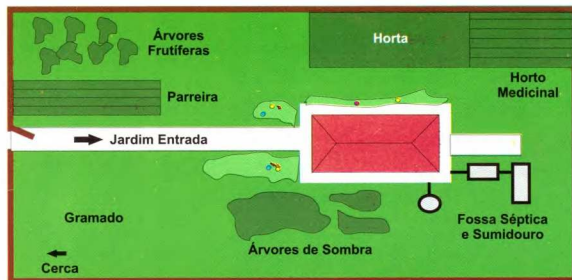 Árvores
Frutíferas
Horta
Horto
Medicinal
Parreira
Jardim Entrada
Gramado
Árvores de Sombra
Fossa Séptica
e Sumidouro
Cerca